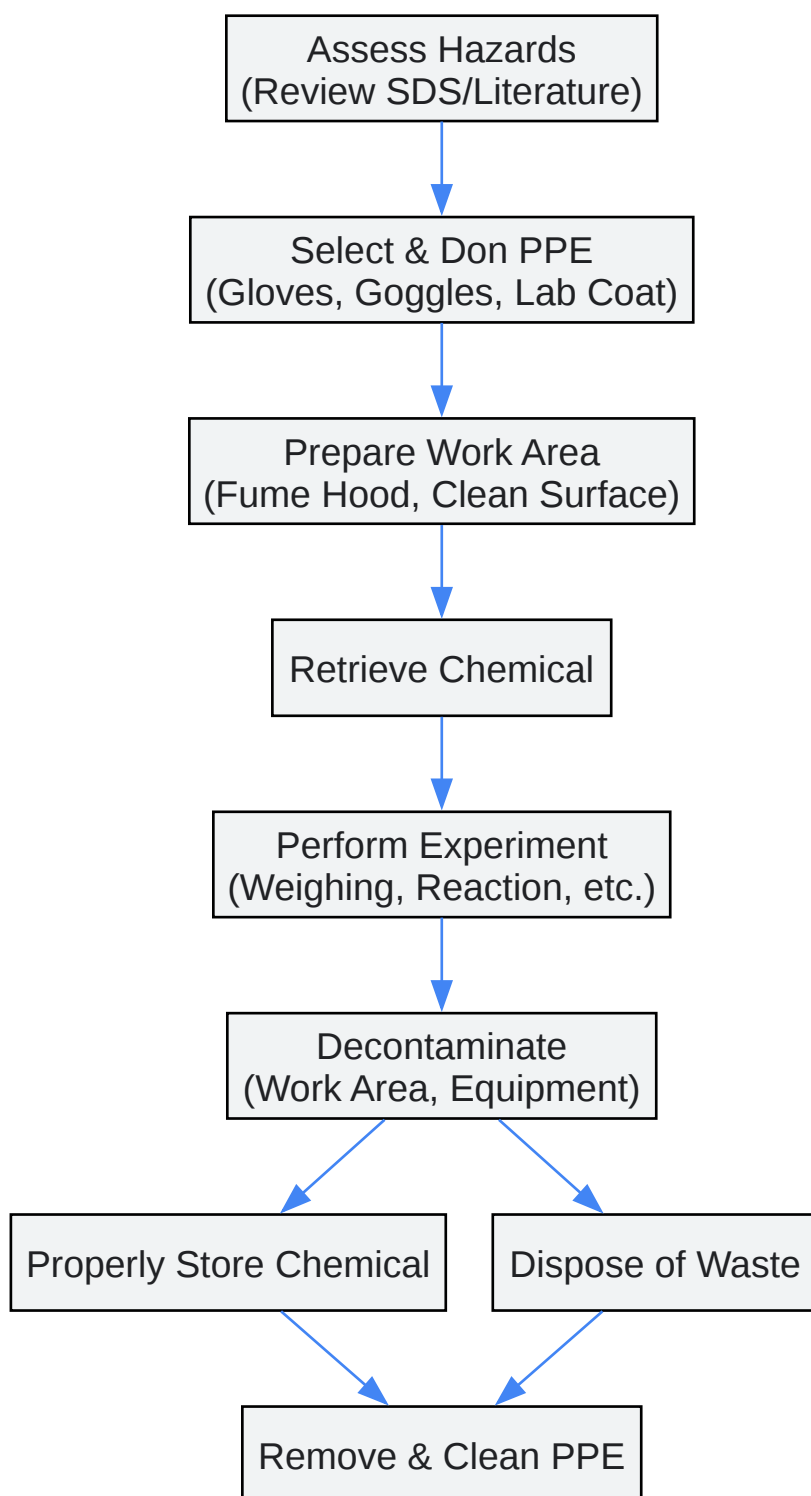 Assess Hazards
(Review SDS/Literature)
Select & Don PPE
(Gloves, Goggles, Lab Coat)
Prepare Work Area
(Fume Hood, Clean Surface)
Retrieve Chemical
Perform Experiment
(Weighing, Reaction, etc.)
Decontaminate
(Work Area, Equipment)
Properly Store Chemical
Dispose of Waste
Remove & Clean PPE